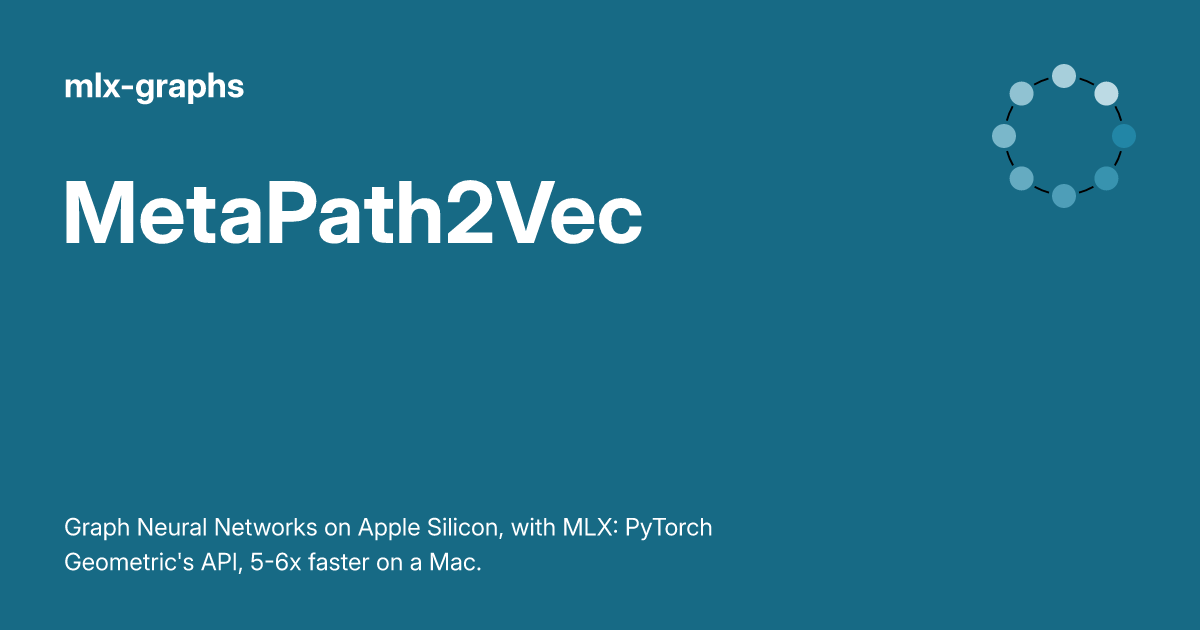 mlx-graphs
MetaPath2Vec
Graph Neural Networks on Apple Silicon, with MLX: PyTorch
Geometric's API, 5-6x faster on a Mac.